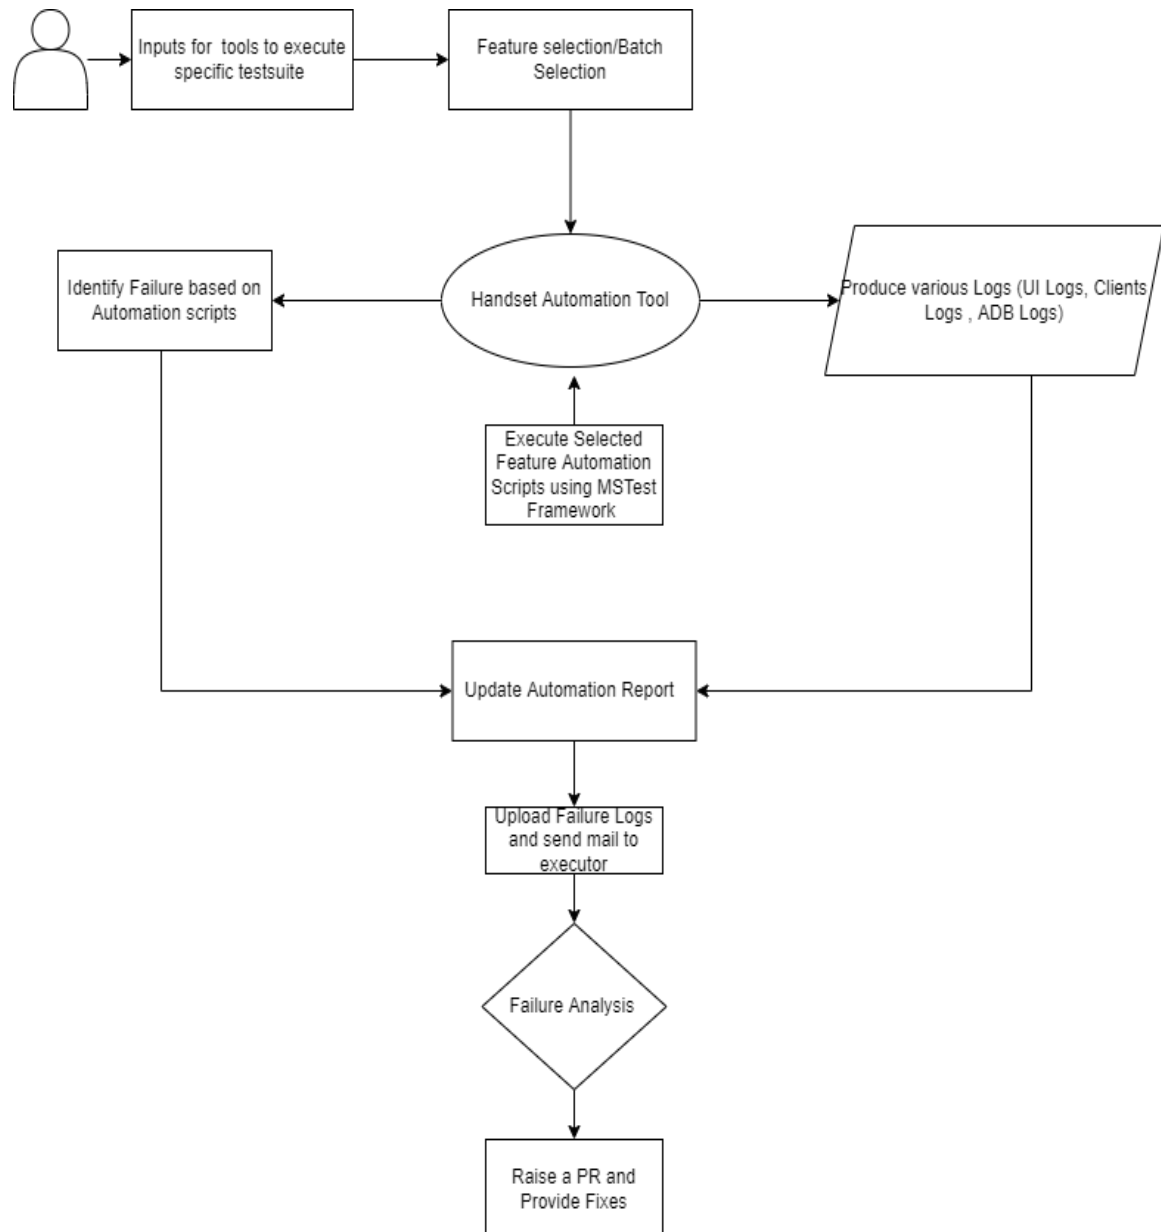 Inputs for  tools to execute
specific testsuite
Feature selection/Batch
Selection
Identify Failure based on
Automation scripts
Handset Automation Tool
Produce various Logs (UI Logs, Clients
Logs , ADB Logs)
Execute Selected
Feature Automation
Scripts using MSTest
Framework
Update Automation Report
Upload Failure Logs
and send mail to
executor
Failure Analysis
Raise a PR and
Provide Fixes